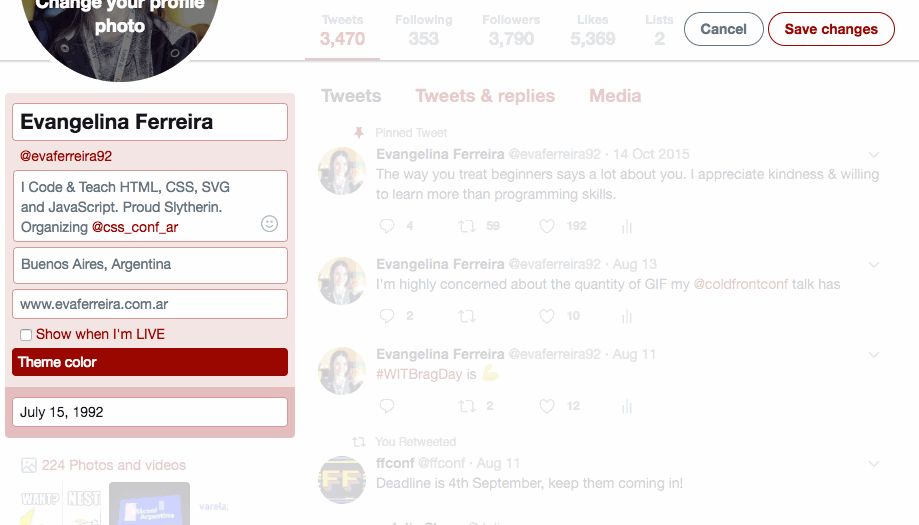 Change your profile
photo
Tweets
3,470
Following
353
Followers
3,790
Likes
5,369
Lists
2
Cancel
Save changes
Evangelina Ferreira
@evaferreira92
I Code & Teach HTML, CSS, SVG
and JavaScript. Proud Slytherin.
Organizing @css_conf_ar
Buenos Aires, Argentina
www.evaferreira.com.ar
Show when I'm LIVE
Theme color
July 15, 1992
224 Photos and videos
WANT?
NEST
varela,
Tweets Tweets & replies Media
Pinned Tweet
Evangelina Ferreira @evaferreira92 · 14 Oct 2015
The way you treat beginners says a lot about you. I appreciate kindness & willing
to learn more than programming skills.
4 59 192
Evangelina Ferreira @evaferreira92 · Aug 13
I'm highly concerned about the quantity of GIF my @coldfrontconf talk has
2 10
Evangelina Ferreira @evaferreira92 · Aug 11
#WITBragDay is 💪
2 12
You Retweeted
FF
ffconf @ffconf · Aug 11
Deadline is 4th September, keep them coming in!